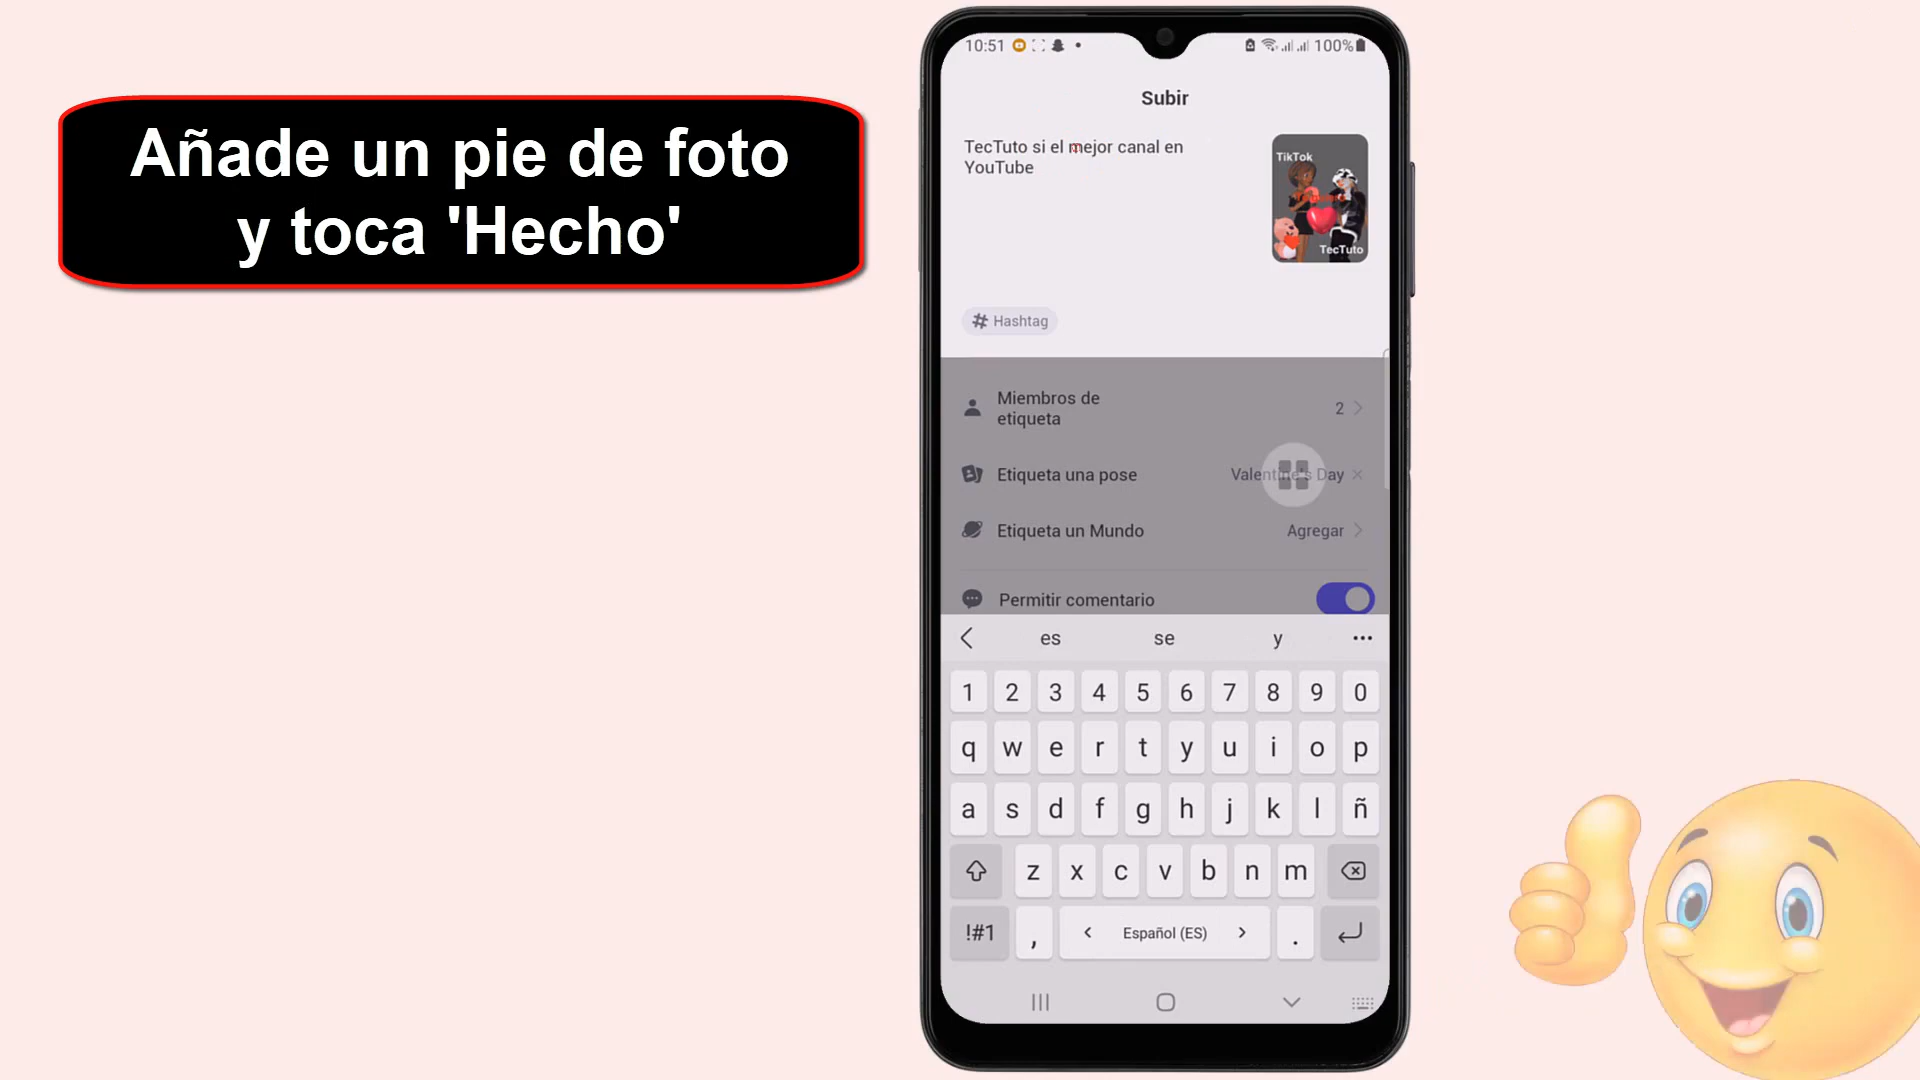 Añade un pie de foto
y toca 'Hecho'
10:51
100%
Subir
TecTuto si el mejor canal en
YouTube
TikTok
TecTuto
# Hashtag
Miembros de
etiqueta
2
Etiqueta una pose
Valentine's Day
Etiqueta un Mundo
Agregar
Permitir comentario
es se y
1 2 3 4 5 6 7 8 9 0
q w e r t y u i o p
a s d f g h j k l ñ
z x c v b n m
!#1 , < Español (ES) > .